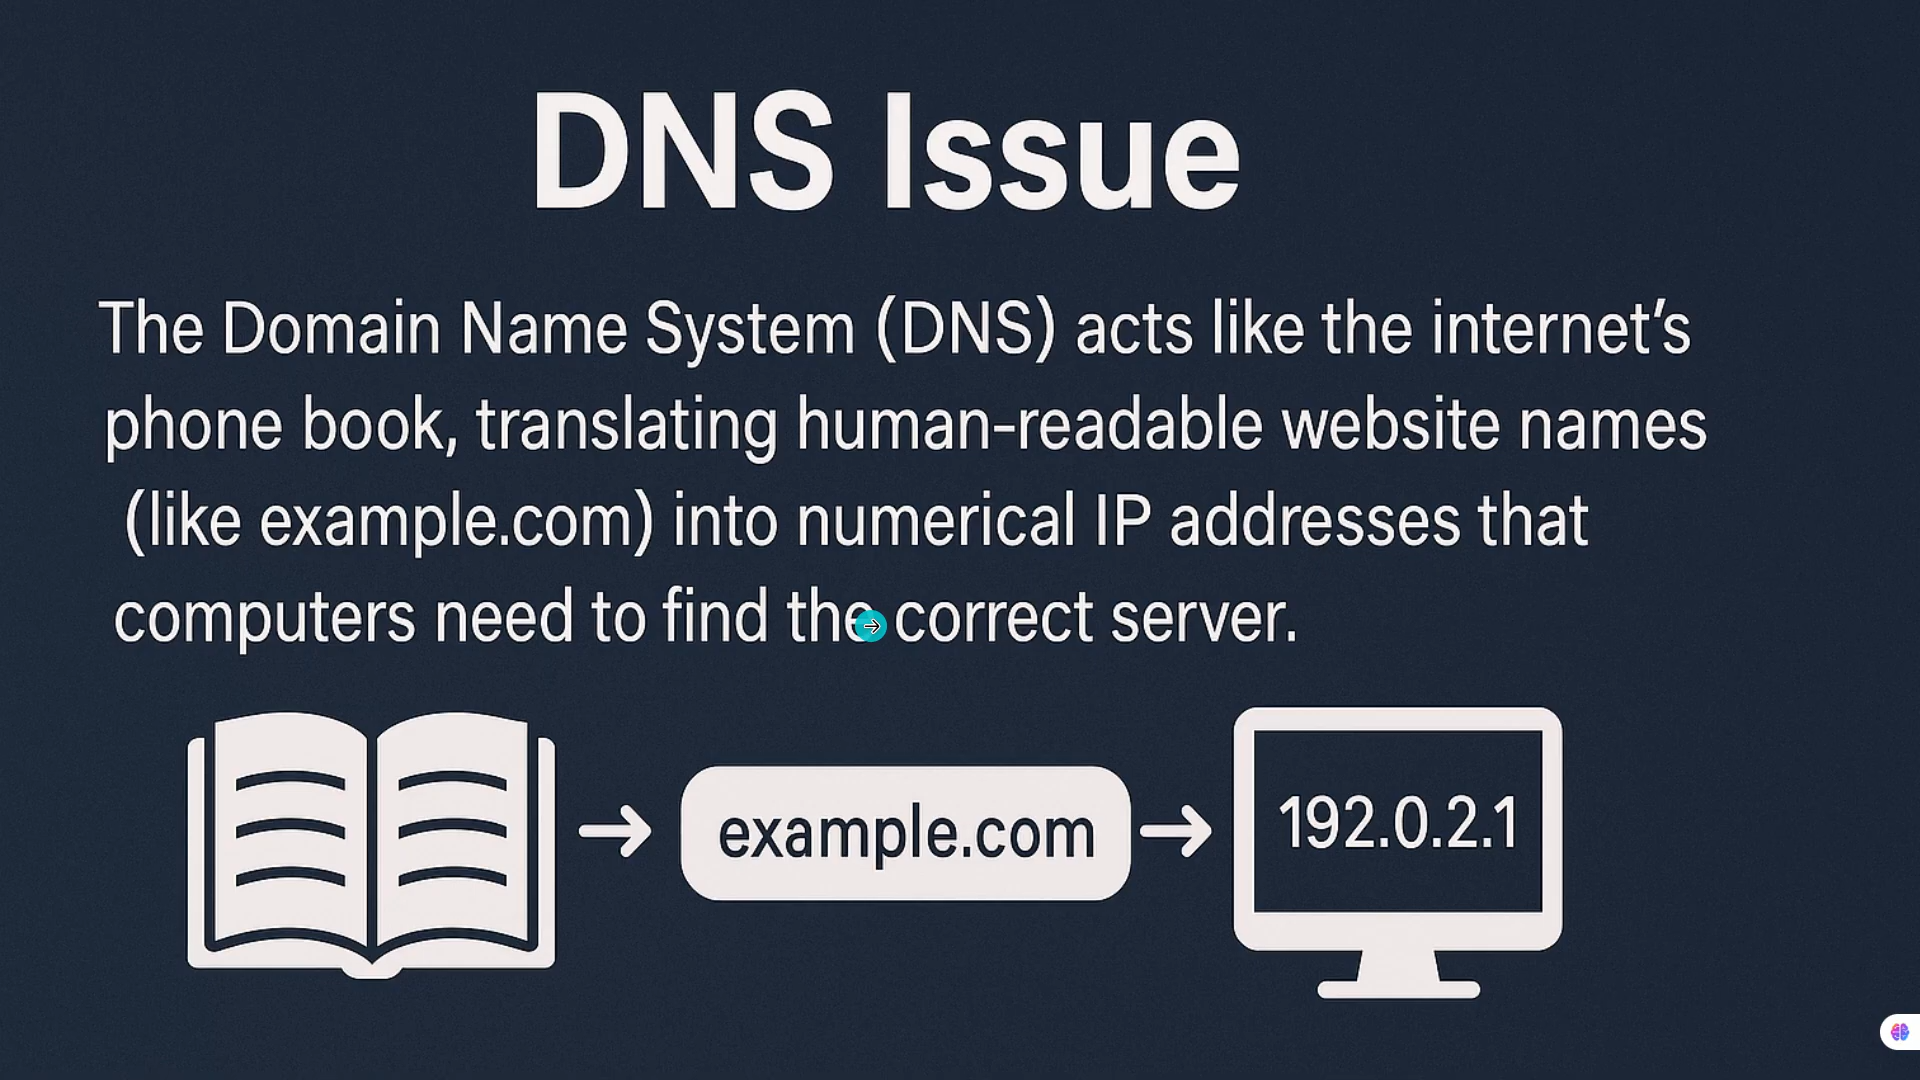 DNS Issue
The Domain Name System (DNS) acts like the internet’s
phone book, translating human-readable website names
(like example.com) into numerical IP addresses that
computers need to find the correct server.
example.com
192.0.2.1